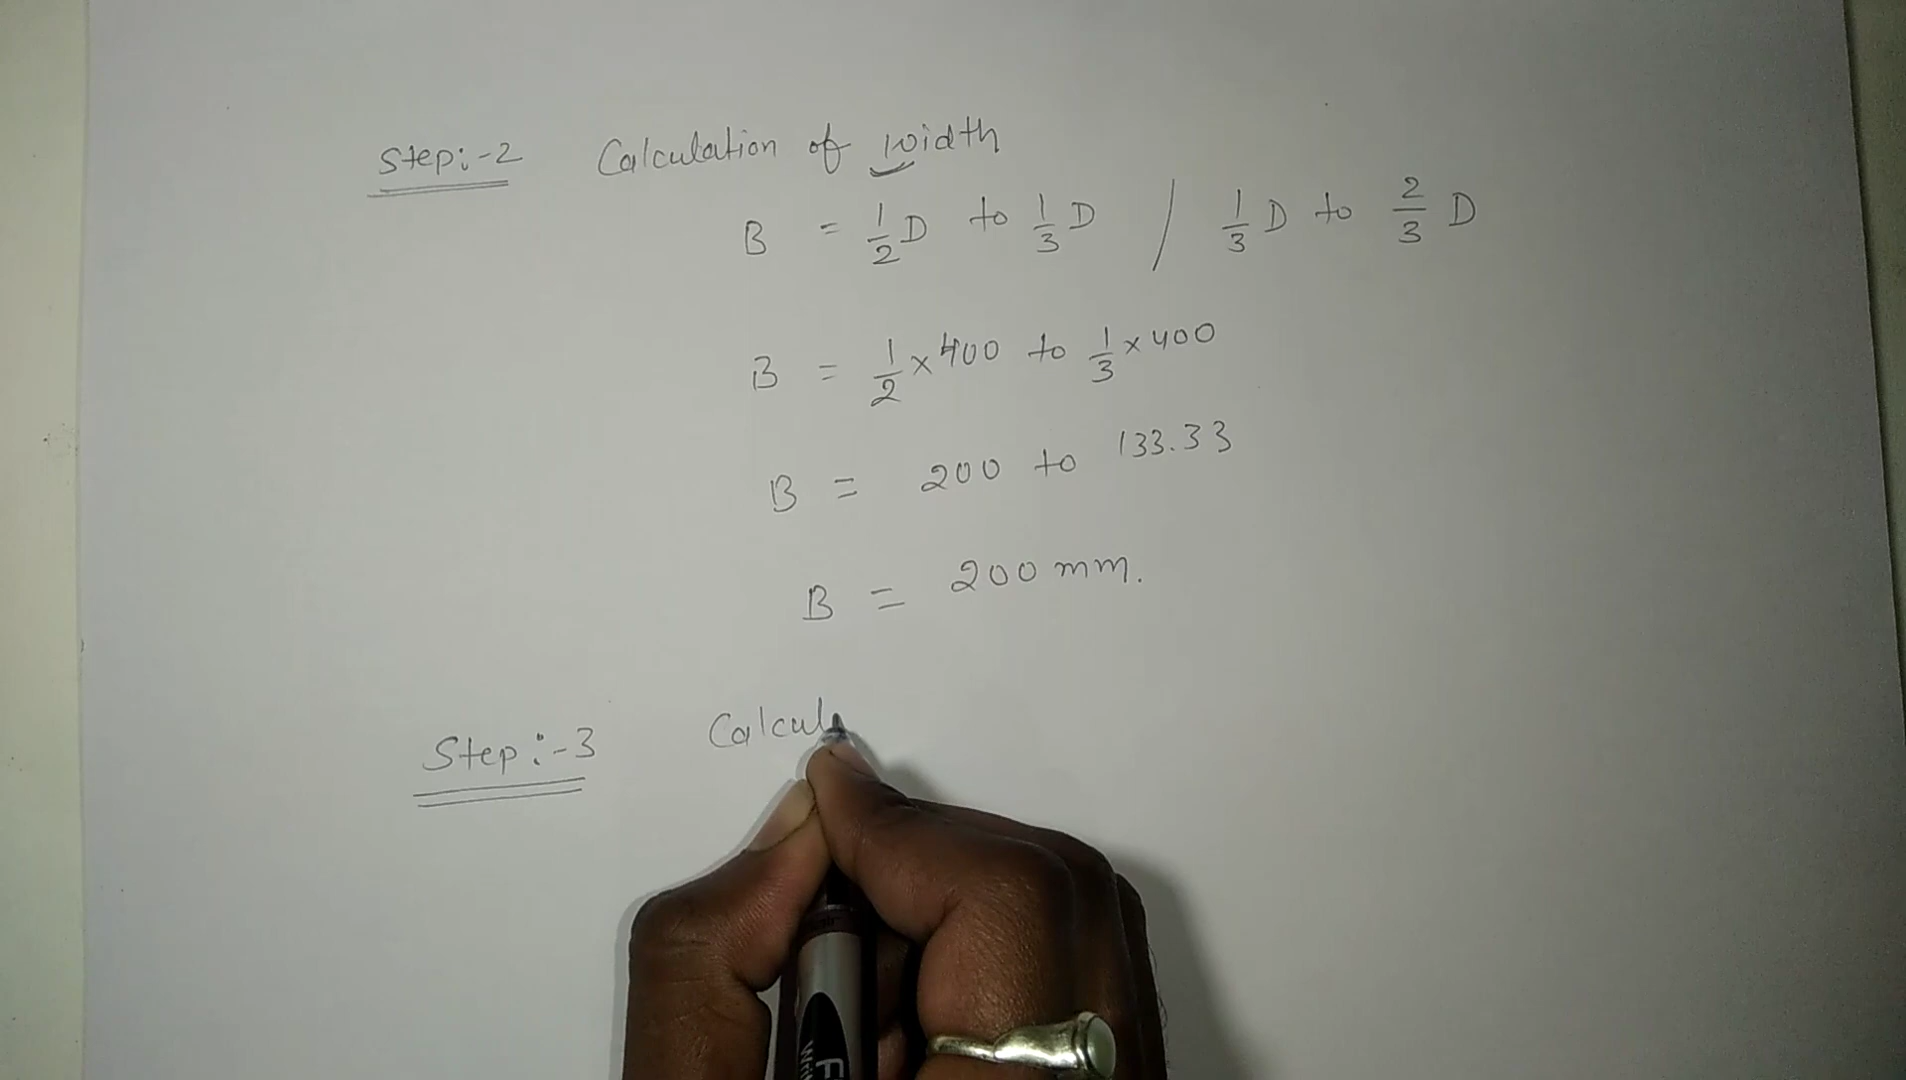 Step:-2 Calculation of width
B = 1/2 D to 1/3 D / 1/3 D to 2/3 D
B = 1/2 × 400 to 1/3 × 400
B = 200 to 133.33
B = 200 mm.
Step:-3 Calcul